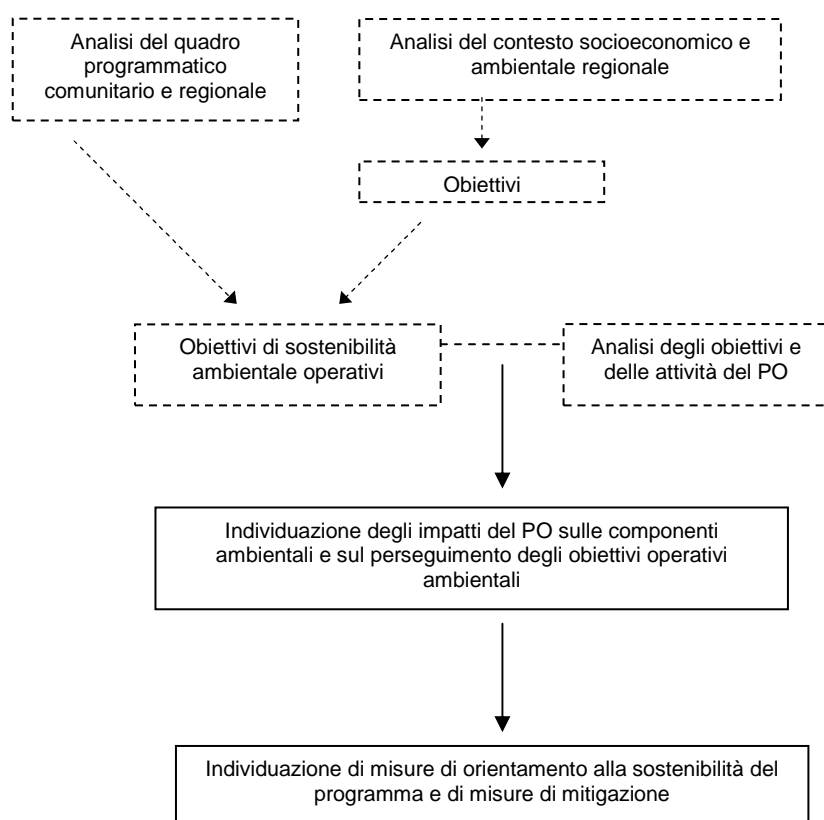 Analisi del quadro
programmatico
comunitario e regionale
Analisi del contesto socioeconomico e
ambientale regionale
Obiettivi
Obiettivi di sostenibilità
ambientale operativi
Analisi degli obiettivi e
delle attività del PO
Individuazione degli impatti del PO sulle componenti
ambientali e sul perseguimento degli obiettivi operativi
ambientali
Individuazione di misure di orientamento alla sostenibilità del
programma e di misure di mitigazione